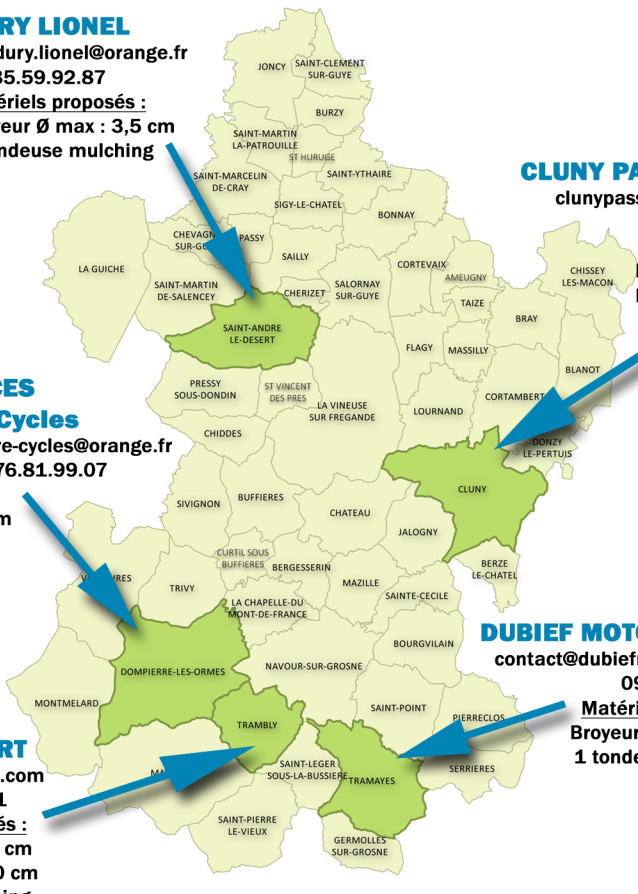 RY LIONEL
dury.lionel@orange.fr
35.59.92.87
ériels proposés :
eur Ø max : 3,5 cm
ndeuse mulching
JONCY
SAINT-CLEMENT
SUR-GUYE
BURZY
SAINT-MARTIN
LA-PATROUILLE
ST HURUGE
SAINT-MARCELIN
DE-CRAY
SAINT-YTHAIRE
SIGY-LE-CHATEL
BONNAY
CLUNY PA
clunypass
CHEVAGN
SUR-GU
PASSY
SAILLY
LA GUICHE
SAINT-MARTIN
DE-SALENCEY
CHERIZET
SALORNAY
SUR-GUYE
CORTEVAIX
AMEUGNY
TAIZE
CHISSEY
LES-MACON
BRAY
SAINT-ANDRE
LE-DESERT
FLAGY
MASSILLY
BLANOT
PRESSY
SOUS-DONDIN
ST VINCENT
DES PRES
LA VINEUSE
SUR FREGANDE
LOURNAND
CORTAMBERT
CES
Cycles
re-cycles@orange.fr
76.81.99.07
m
CHIDDES
DONZY
LE-PERTUIS
CLUNY
SIVIGNON
BUFFIERES
CHATEAU
JALOGNY
CURTIL SOUS
BUFFIERES
BERGESSERIN
BERZE
LE-CHATEL
VRES
TRIVY
MAZILLE
SAINTE-CECILE
LA CHAPELLE-DU
MONT-DE-FRANCE
BOURGVILAIN
DUBIEF MOTO
contact@dubief
09
Matéri
Broyeur
1 tonde
DOMPIERRE-LES-ORMES
NAVOUR-SUR-GROSNE
MONTMELARD
SAINT-POINT
PIERRECLOS
TRAMBLY
RT
.com
1
és :
cm
0 cm
ing
MA
SAINT-LEGER
SOUS-LA-BUSSIERE
TRAMAYES
SERRIERES
SAINT-PIERRE
LE-VIEUX
GERMOLLES
SUR-GROSNE